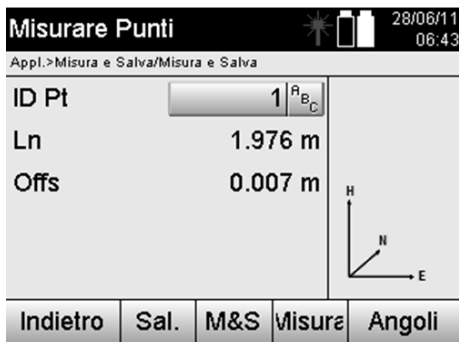 Misurare Punti
28/06/11
06:43
Appl.>Misura e Salva/Misura e Salva
ID Pt 1 ABC
Ln 1.976 m
Offs 0.007 m
H
N
E
Indietro Sal. M&S Misura Angoli